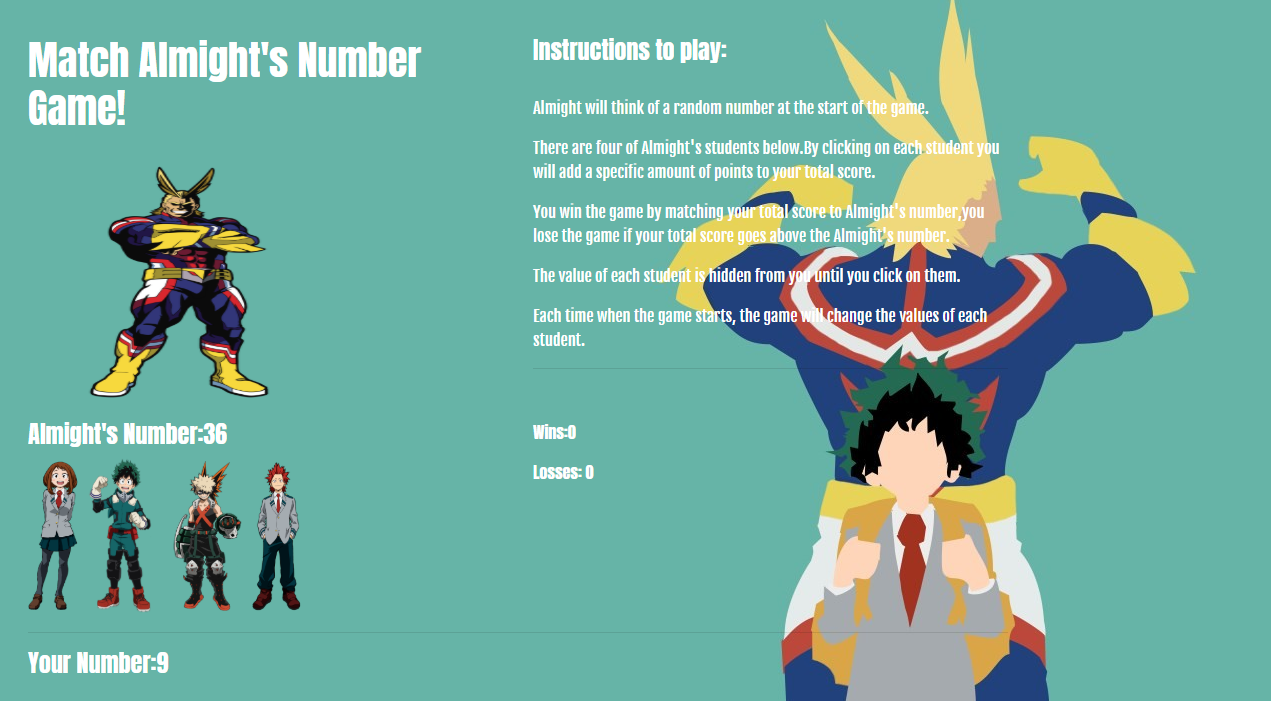 Match Almight's Number
Game!
Almight's Number:36
Your Number:9
Instructions to play:
Almight will think of a random number at the start of the game.
There are four of Almight's students below.By clicking on each student you
will add a specific amount of points to your total score.
You win the game by matching your total score to Almight's number,you
lose the game if your total score goes above the Almight's number.
The value of each student is hidden from you until you click on them.
Each time when the game starts, the game will change the values of each
student.
Wins:0
Losses: 0